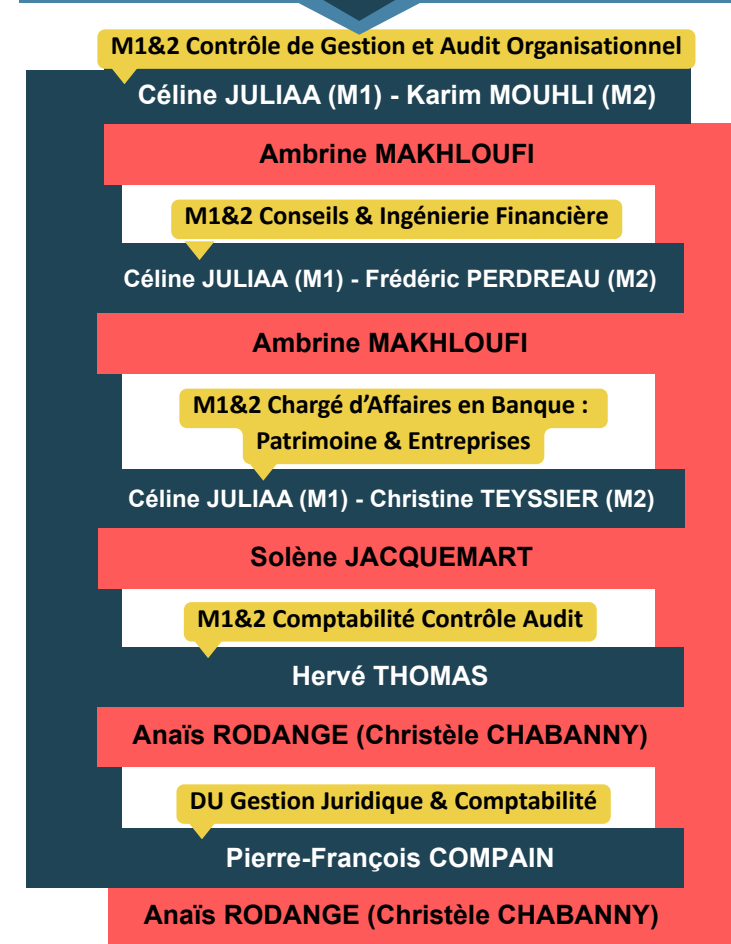 M1&2 Contrôle de Gestion et Audit Organisationnel
Céline JULIAA (M1) - Karim MOUHLI (M2)
Ambrine MAKHLOUFI
M1&2 Conseils & Ingénierie Financière
Céline JULIAA (M1) - Frédéric PERDREAU (M2)
Ambrine MAKHLOUFI
M1&2 Chargé d'Affaires en Banque :
Patrimoine & Entreprises
Céline JULIAA (M1) - Christine TEYSSIER (M2)
Solène JACQUEMART
M1&2 Comptabilité Contrôle Audit
Hervé THOMAS
Anaïs RODANGE (Christèle CHABANNY)
DU Gestion Juridique & Comptabilité
Pierre-François COMPAIN
Anaïs RODANGE (Christèle CHABANNY)